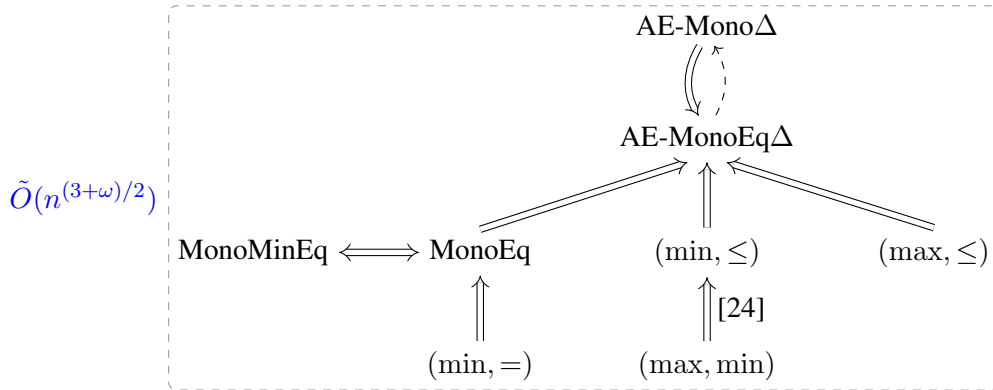 AE-MonoΔ
AE-MonoEqΔ
Õ(n^{(3+ω)/2})
MonoMinEq MonoEq (min, ≤) (max, ≤)
[24]
(min, =) (max, min)